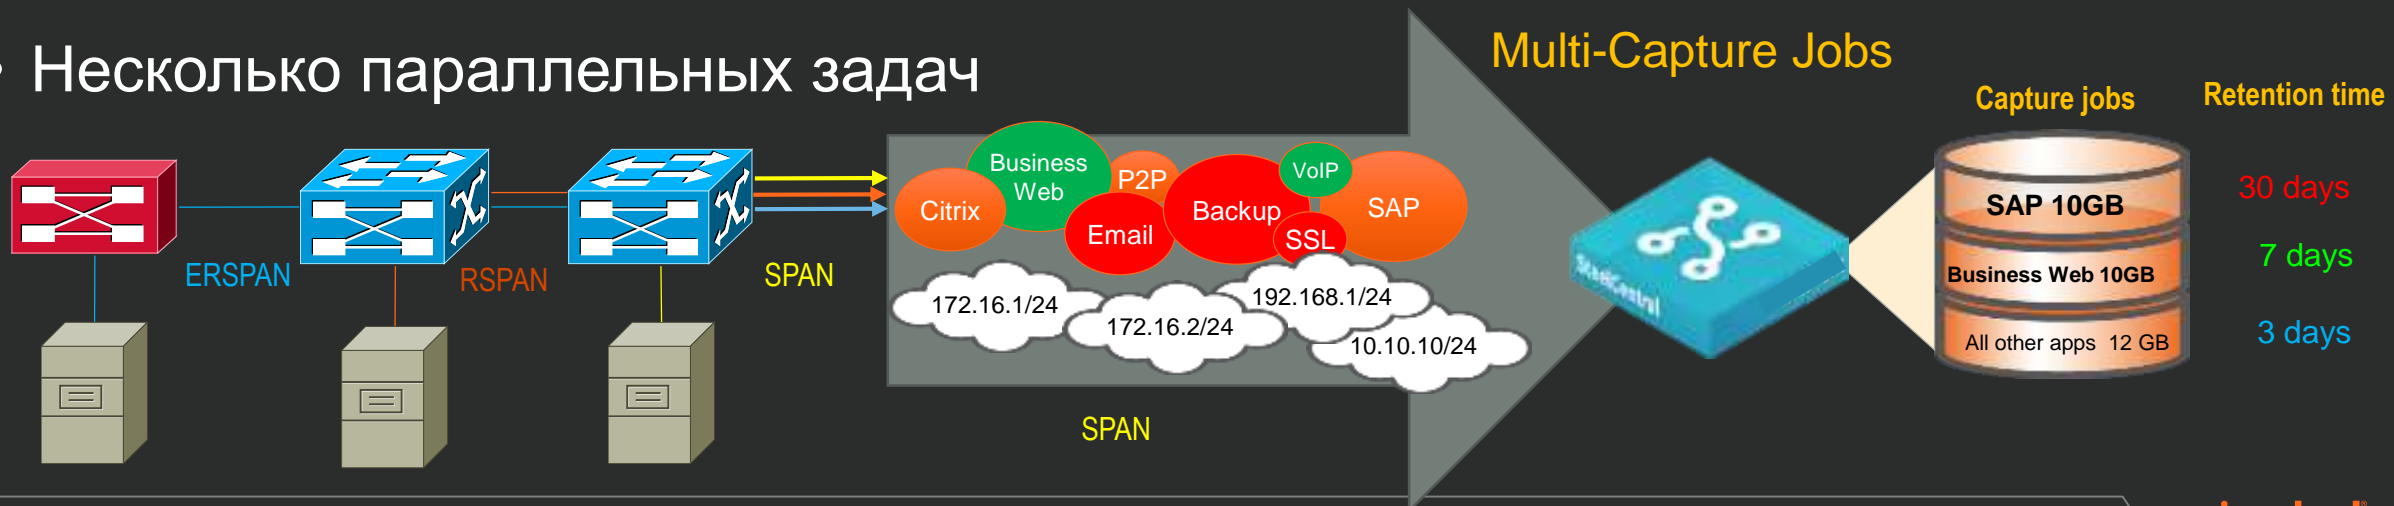 • Несколько параллельных задач
Multi-Capture Jobs
Capture jobs
Retention time
ERSPAN
RSPAN
SPAN
Citrix
Business
Web
P2P
Email
Backup
VoIP
SSL
SAP
172.16.1/24
172.16.2/24
192.168.1/24
10.10.10/24
SPAN
SteelCentral
SAP 10GB
30 days
Business Web 10GB
7 days
All other apps 12 GB
3 days